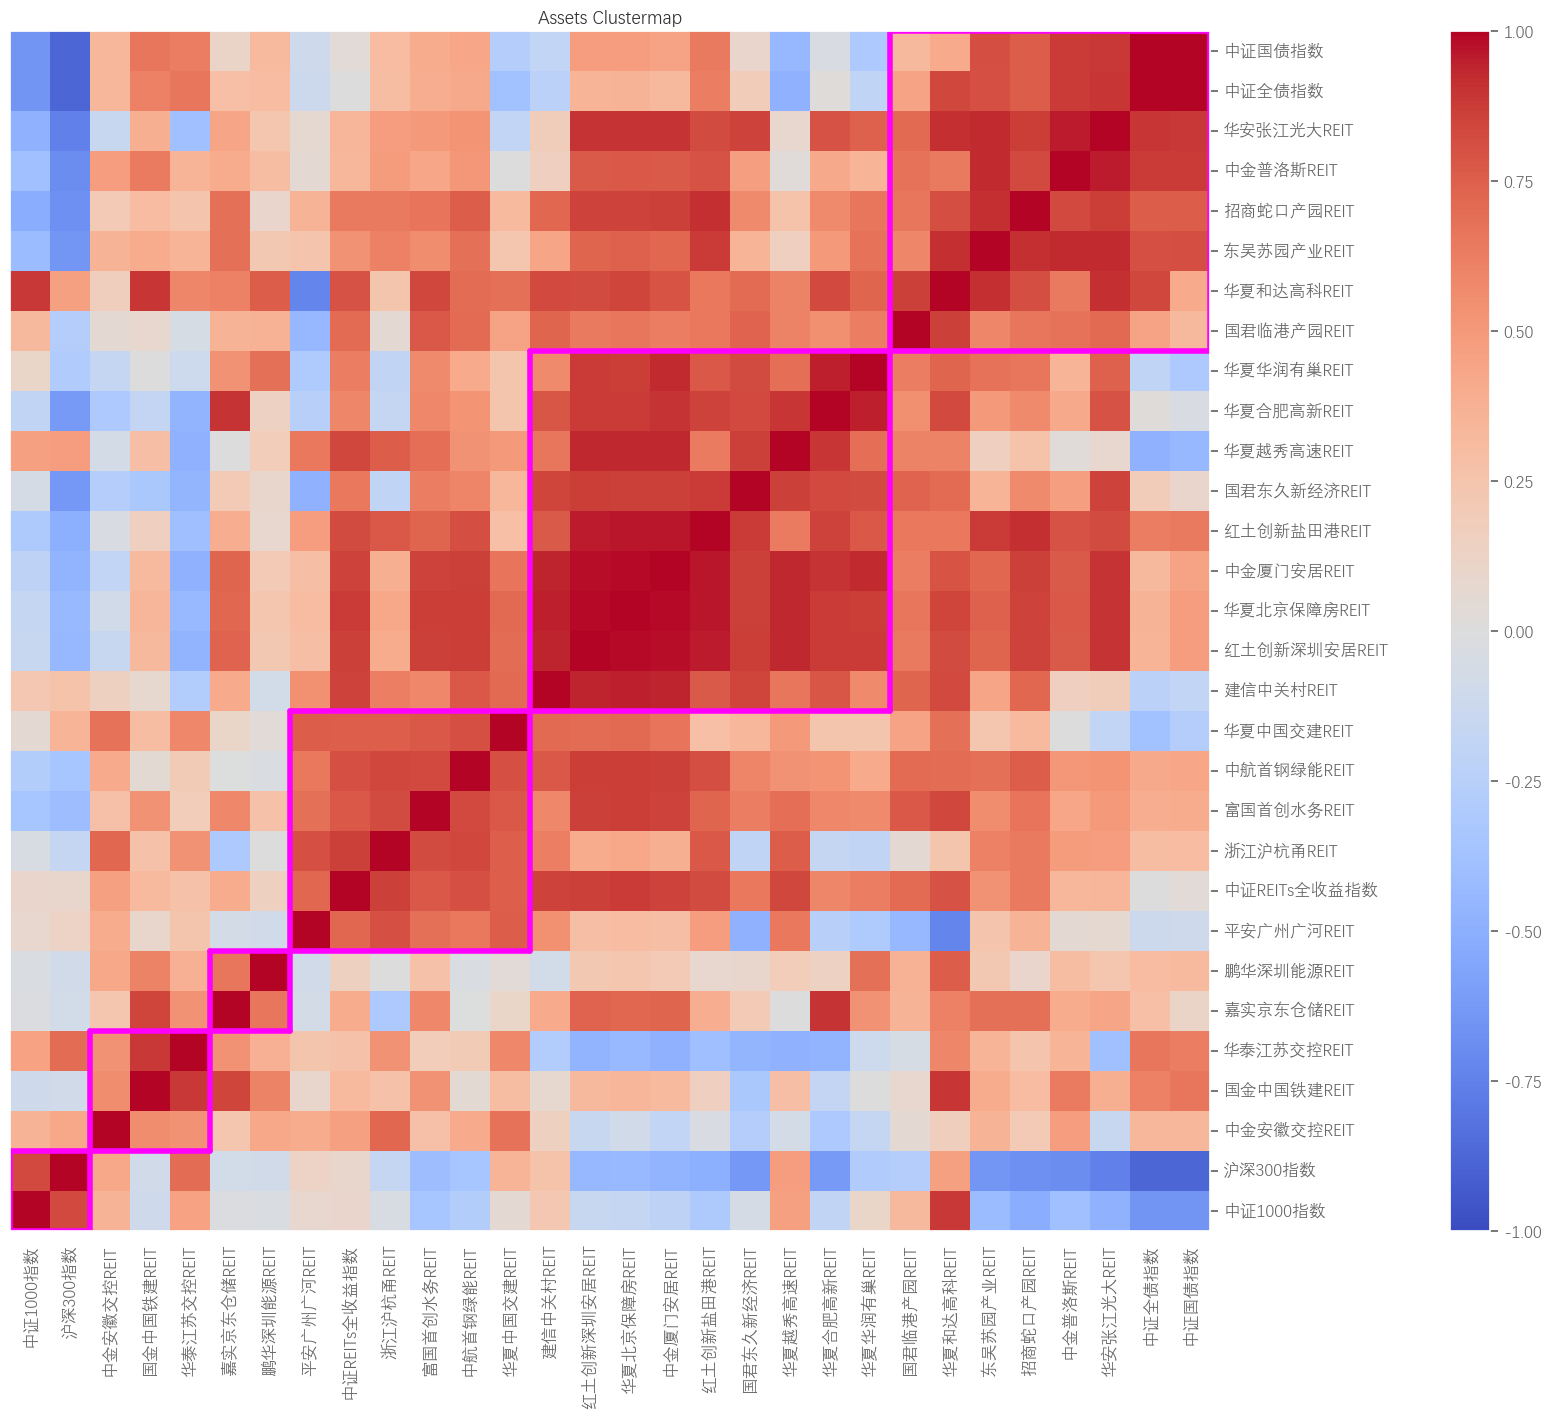 Assets Clustermap
中证国债指数
中证全债指数
华安张江光大REIT
中金普洛斯REIT
招商蛇口产园REIT
东吴苏园产业REIT
华夏和达高科REIT
国君临港产园REIT
华夏华润有巢REIT
华夏合肥高新REIT
华夏越秀高速REIT
国君东久新经济REIT
红土创新盐田港REIT
中金厦门安居REIT
华夏北京保障房REIT
红土创新深圳安居REIT
建信中关村REIT
华夏中国交建REIT
中航首钢绿能REIT
富国首创水务REIT
浙江沪杭甬REIT
中证REITs全收益指数
平安广州广河REIT
鹏华深圳能源REIT
嘉实京东仓储REIT
华泰江苏交控REIT
国金中国铁建REIT
中金安徽交控REIT
沪深300指数
中证1000指数
1.00
0.75
0.50
0.25
0.00
-0.25
-0.50
-0.75
-1.00
中证1000指数
沪深300指数
中金安徽交控REIT
国金中国铁建REIT
华泰江苏交控REIT
嘉实京东仓储REIT
鹏华深圳能源REIT
平安广州广河REIT
中证REITs全收益指数
浙江沪杭甬REIT
富国首创水务REIT
中航首钢绿能REIT
华夏中国交建REIT
建信中关村REIT
红土创新深圳安居REIT
华夏北京保障房REIT
中金厦门安居REIT
红土创新盐田港REIT
国君东久新经济REIT
华夏越秀高速REIT
华夏合肥高新REIT
华夏华润有巢REIT
国君临港产园REIT
华夏和达高科REIT
东吴苏园产业REIT
招商蛇口产园REIT
中金普洛斯REIT
华安张江光大REIT
中证全债指数
中证国债指数